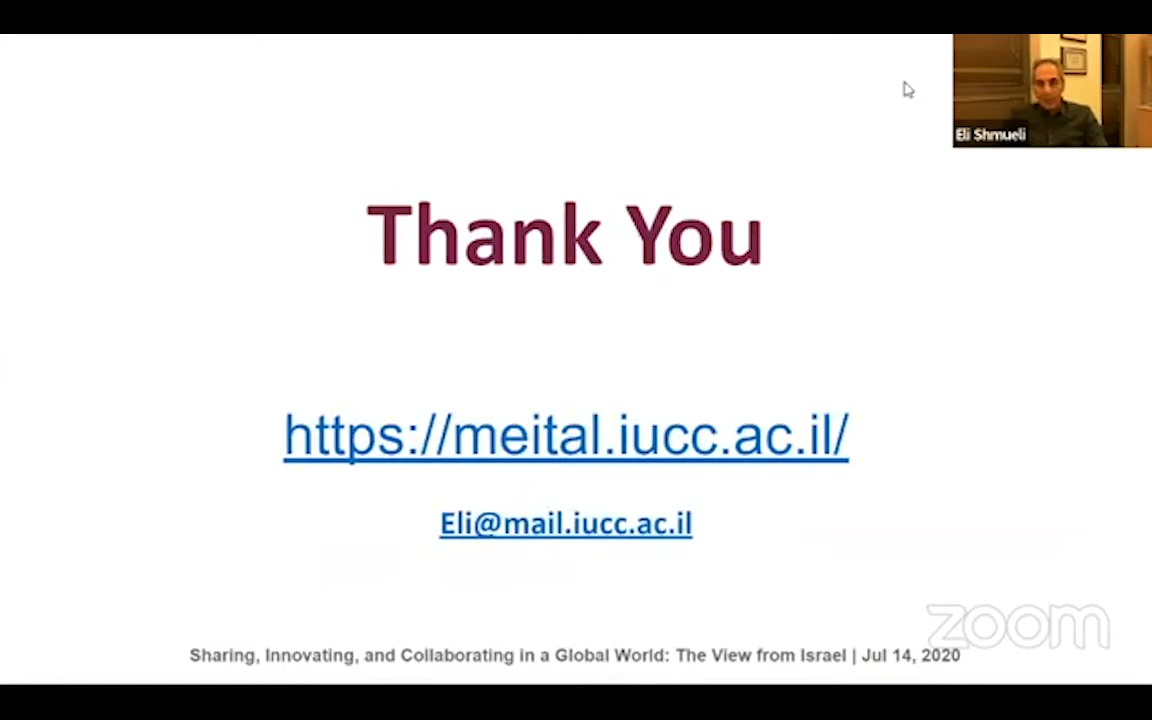 Eli Shmueli
Thank You
https://meital.iucc.ac.il/
Eli@mail.iucc.ac.il
zoom
Sharing, Innovating, and Collaborating in a Global World: The View from Israel | Jul 14, 2020